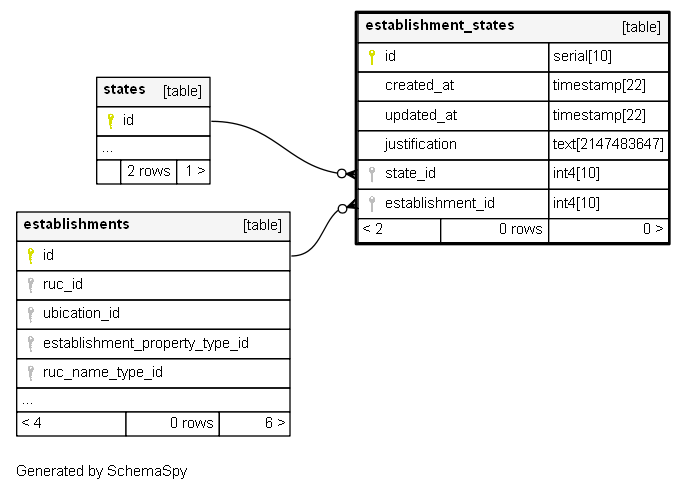 establishment_states [table]
id serial[10]
created_at timestamp[22]
updated_at timestamp[22]
justification text[2147483647]
state_id int4[10]
establishment_id int4[10]
< 2 0 rows 0 >
states [table]
id
...
2 rows 1 >
establishments [table]
id
ruc_id
ubication_id
establishment_property_type_id
ruc_name_type_id
...
< 4 0 rows 6 >
Generated by SchemaSpy